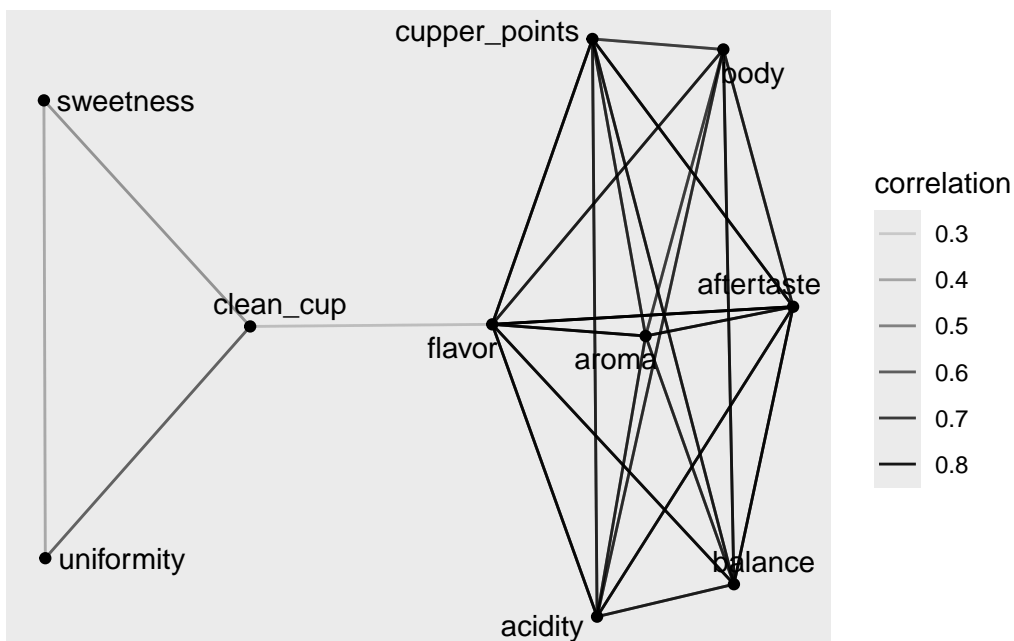 cupper_points
body
sweetness
aftertaste
clean_cup
flavor
aroma
balance
uniformity
acidity
correlation
0.3
0.4
0.5
0.6
0.7
0.8